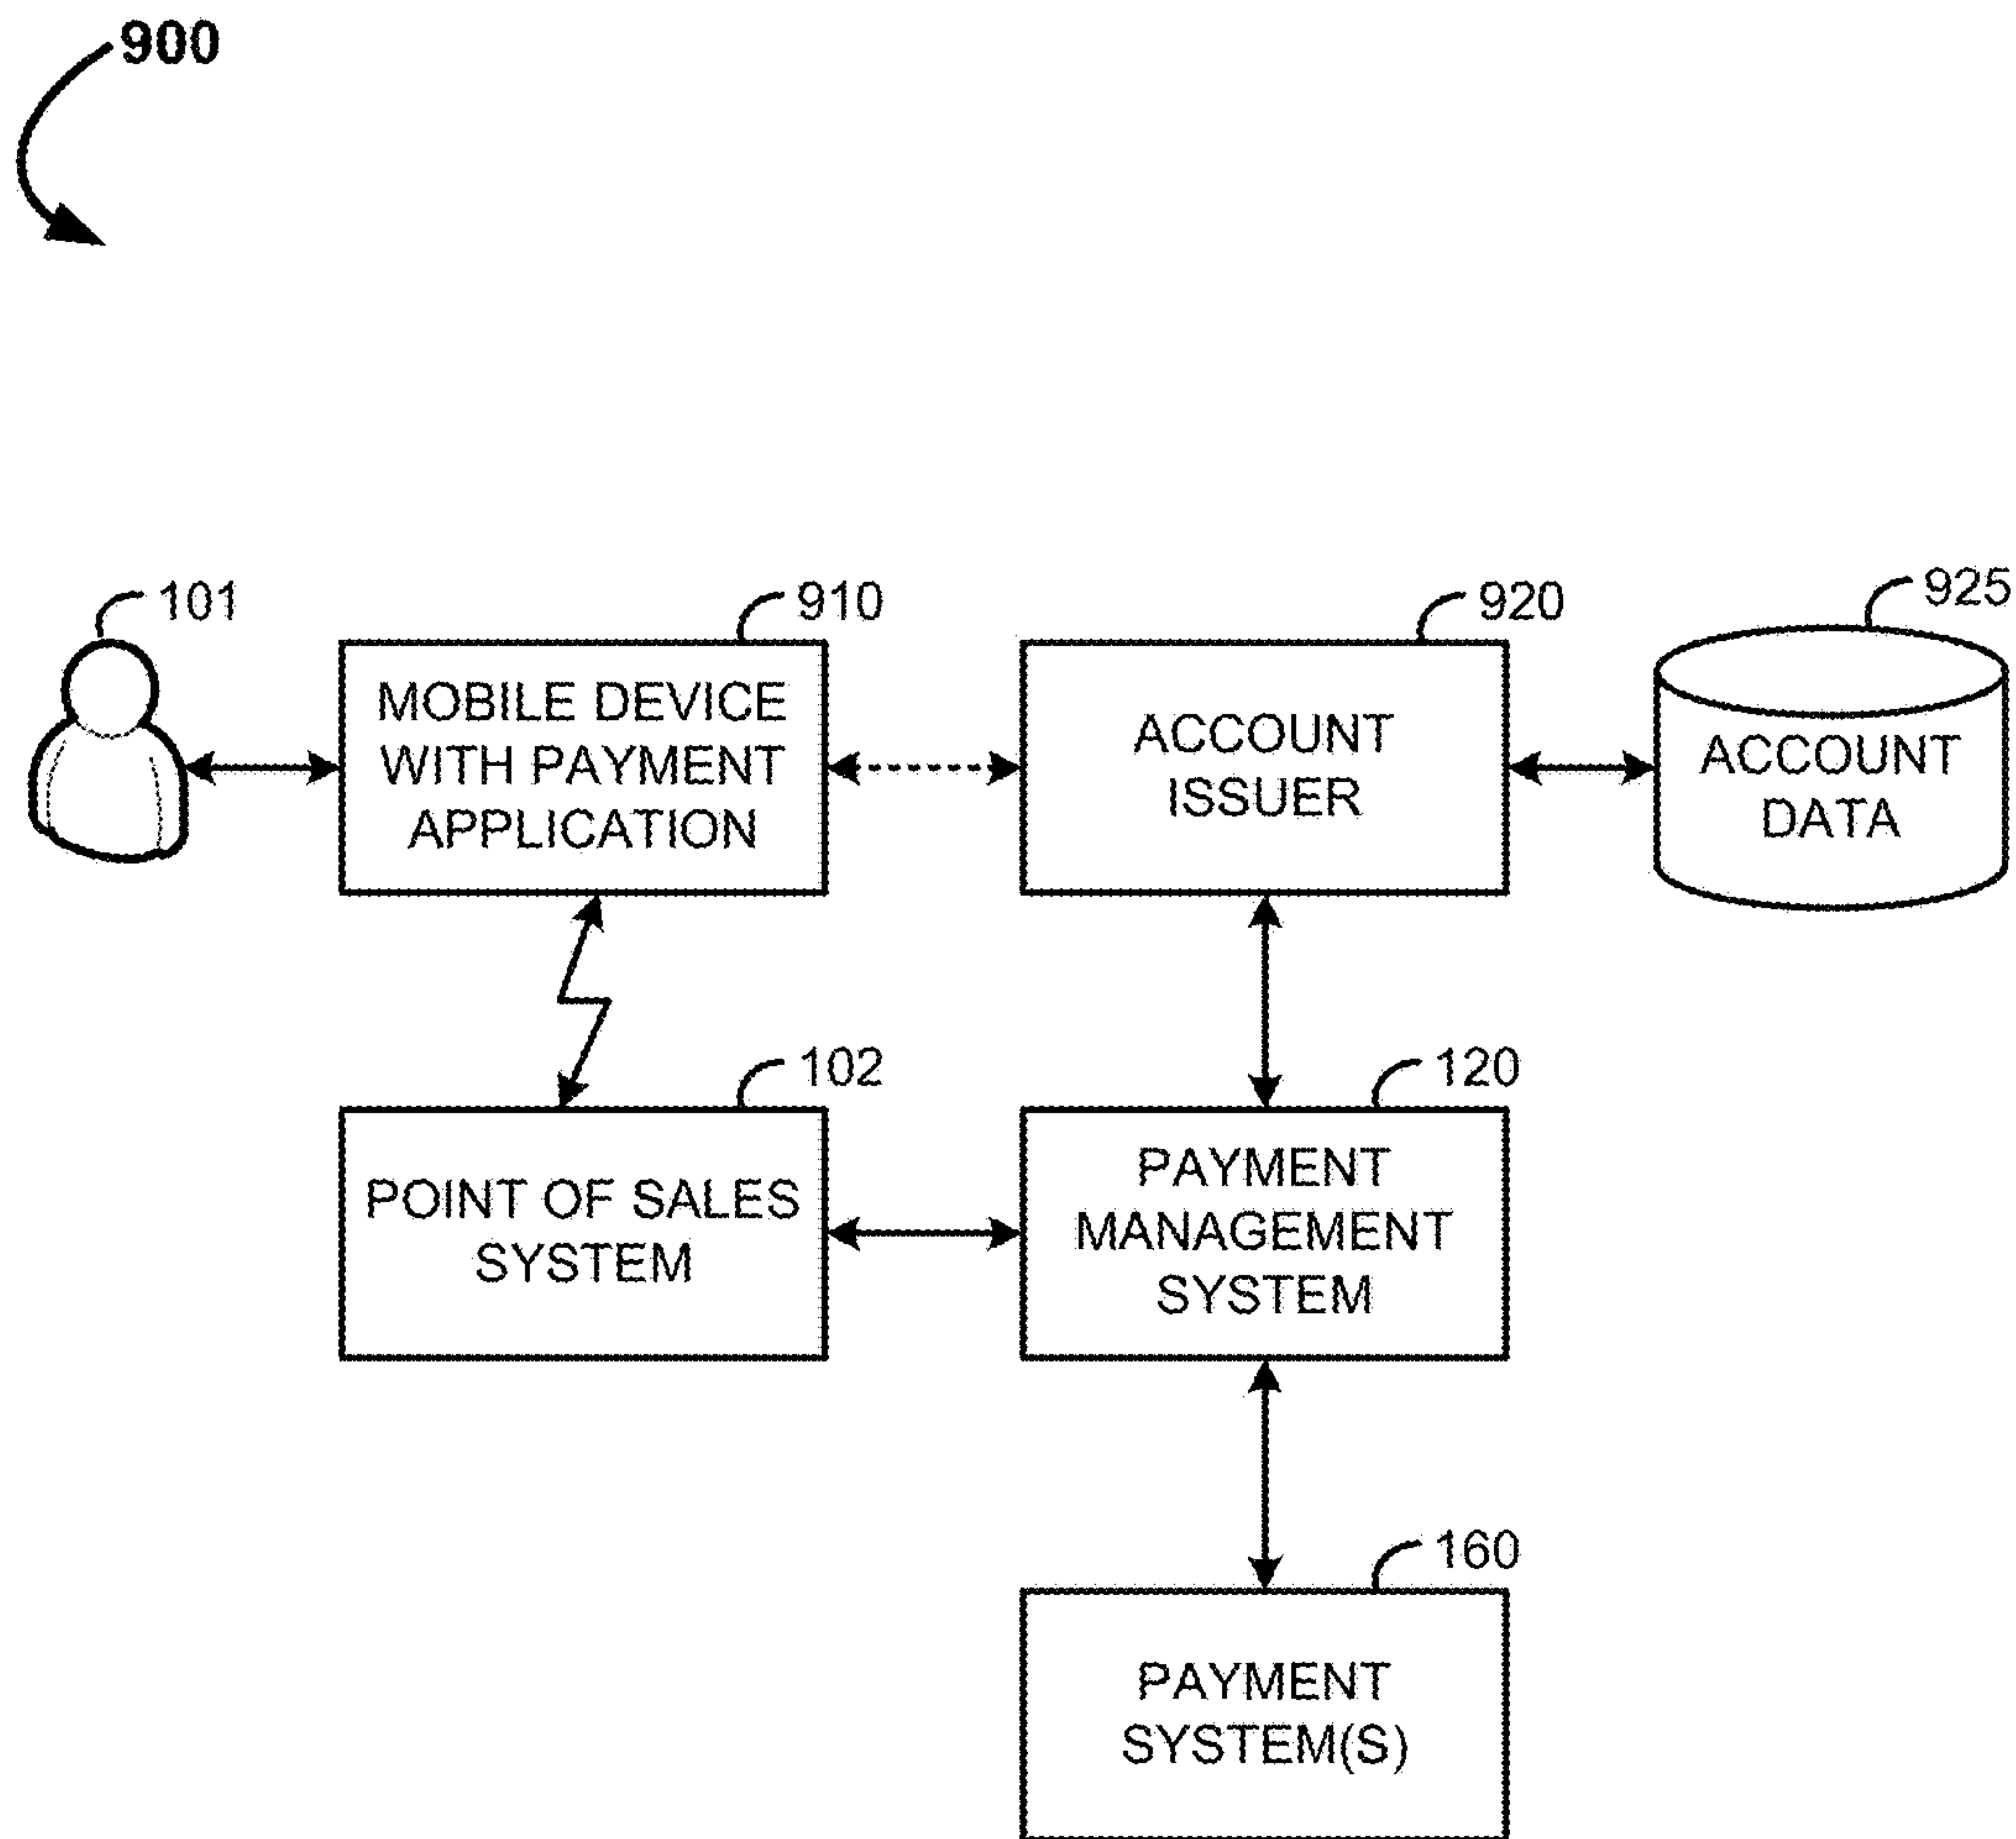 900
101
910
920
925
MOBILE DEVICE
WITH PAYMENT
APPLICATION
ACCOUNT
ISSUER
ACCOUNT
DATA
102
120
POINT OF SALES
SYSTEM
PAYMENT
MANAGEMENT
SYSTEM
160
PAYMENT
SYSTEM(S)